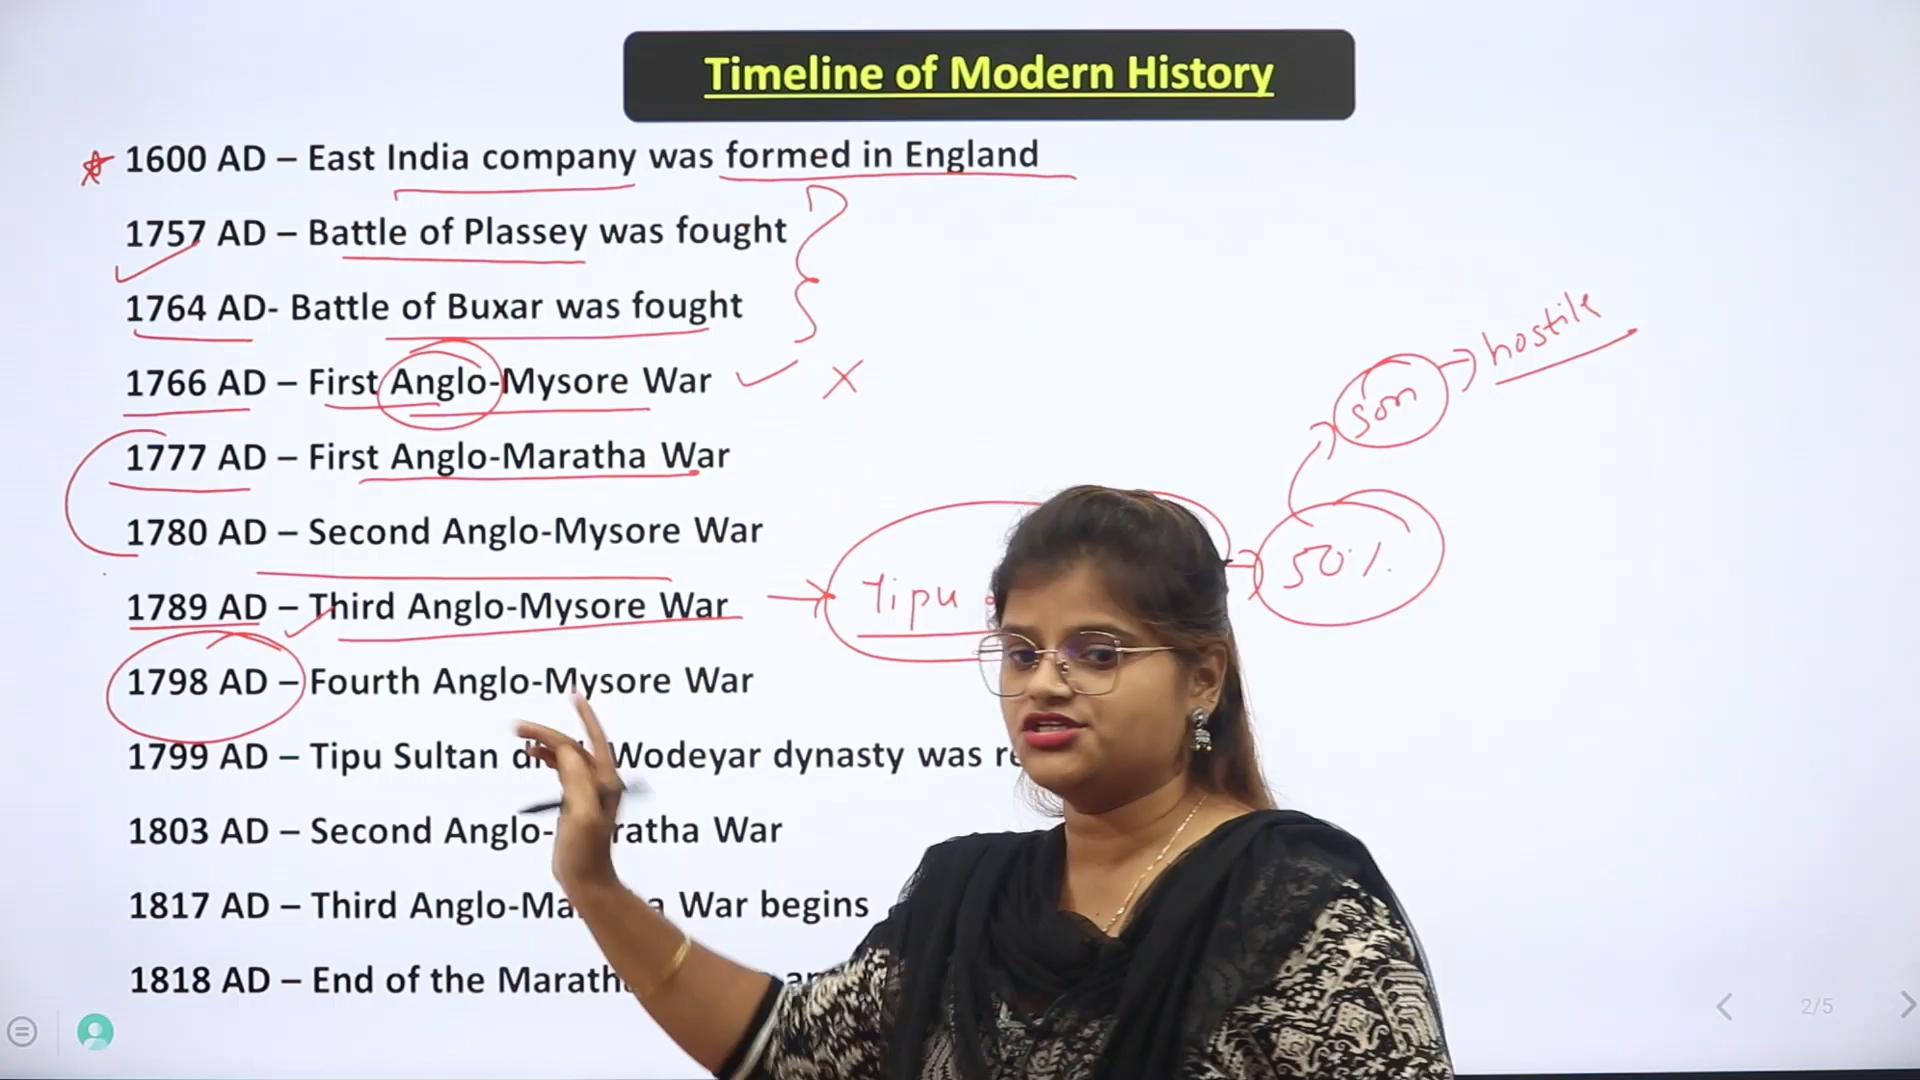 Timeline of Modern History
1600 AD – East India company was formed in England
1757 AD – Battle of Plassey was fought
1764 AD- Battle of Buxar was fought
1766 AD – First Anglo-Mysore War
X
1777 AD – First Anglo-Maratha War
1780 AD – Second Anglo-Mysore War
1789 AD – Third Anglo-Mysore War
Tipu
50%
son
hostile
1798 AD – Fourth Anglo-Mysore War
1799 AD – Tipu Sultan Wodeyar dynasty was
1803 AD – Second Anglo- War
1817 AD – Third War begins
1818 AD – End of the
2/5